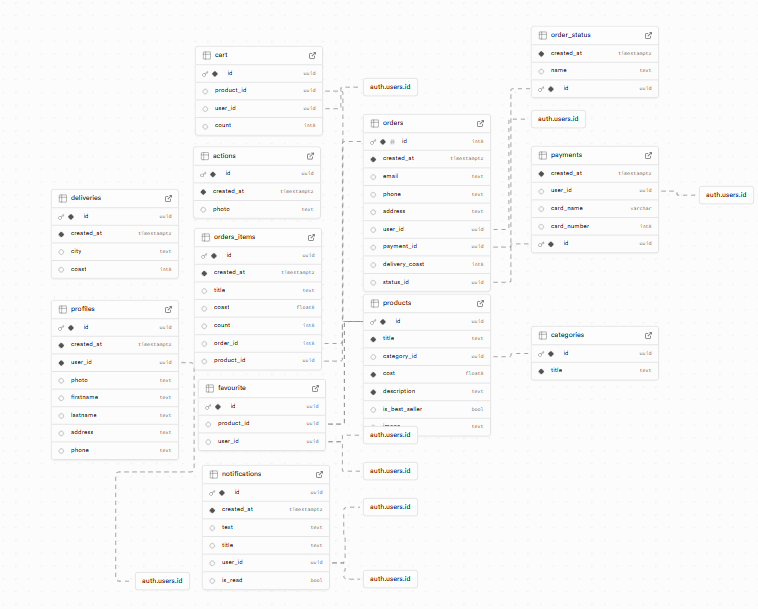 order_status
created_at timestamptz
name text
id uuid
cart
id uuid
product_id uuid
user_id uuid
count int8
auth.users.id
auth.users.id
orders
id int8
created_at timestamptz
email text
phone text
address text
user_id uuid
payment_id uuid
delivery_coast int8
status_id uuid
actions
id uuid
created_at timestamptz
photo text
payments
created_at timestamptz
user_id uuid
card_name varchar
card_number int8
id uuid
auth.users.id
deliveries
id uuid
created_at timestamptz
city text
coast int8
orders_items
id uuid
created_at timestamptz
title text
coast float8
count int8
order_id int8
product_id uuid
products
id uuid
title text
category_id uuid
cost float8
description text
is_best_seller bool
text
auth.users.id
profiles
id uuid
created_at timestamptz
user_id uuid
photo text
firstname text
lastname text
address text
phone text
categories
id uuid
title text
favourite
id uuid
product_id uuid
user_id uuid
auth.users.id
notifications
id uuid
created_at timestamptz
text text
title text
user_id uuid
is_read bool
auth.users.id
auth.users.id
auth.users.id